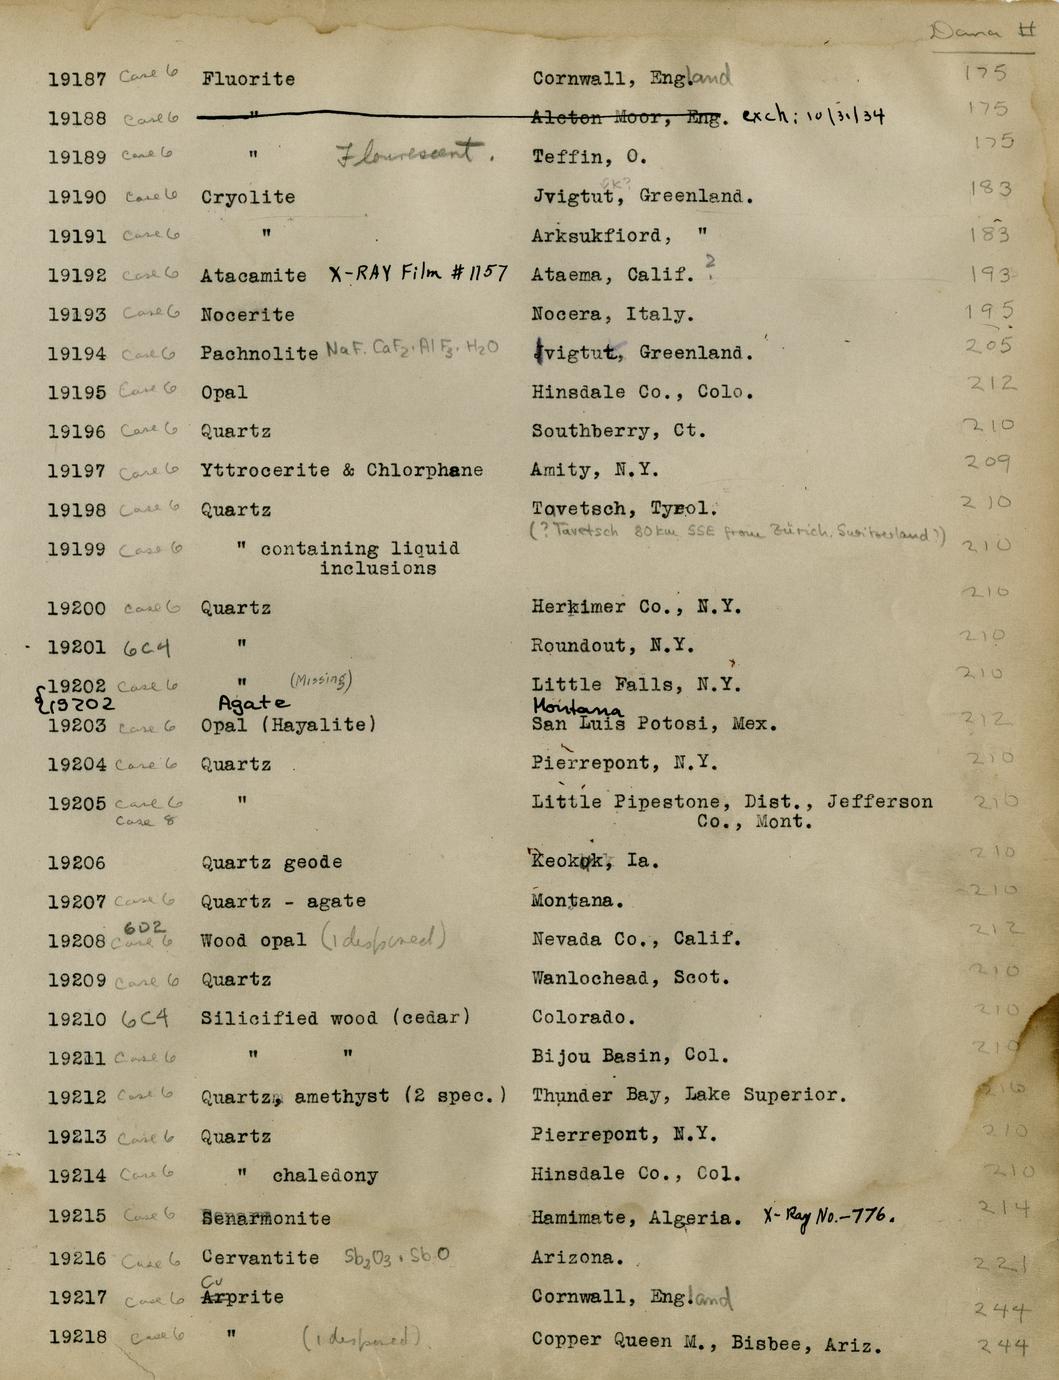 Dana #
19187 Case 6 Fluorite Cornwall, England 175
19188 Case 6 " Alston Moor, Eng. exch: 10/31/34 175
19189 Case 6 " Flourescent. Teffin, O. 175
19190 Case 6 Cryolite Jvigtut, Greenland. 183
19191 Case 6 " Arksukfiord, " 183
19192 Case 6 Atacamite X-RAY Film #1157 Ataema, Calif. ? 193
19193 Case 6 Nocerite Nocera, Italy. 195
19194 Case 6 Pachnolite NaF. CaF2. AlF3. H2O Ivigtut, Greenland. 205
19195 Case 6 Opal Hinsdale Co., Colo. 212
19196 Case 6 Quartz Southberry, Ct. 210
19197 Case 6 Yttrocerite & Chlorphane Amity, N.Y. 209
19198 Case 6 Quartz Tavetsch, Tyrol. 210
(? Tavetsch 80 km SSE from Zürich, Switzerland?)
19199 Case 6 " containing liquid 210
inclusions
19200 Case 6 Quartz Herkimer Co., N.Y. 210
19201 6C4 " Roundout, N.Y. 210
19202 Case 6 " (Missing) Little Falls, N.Y. 210
19202 Agate Montana
19203 Case 6 Opal (Hayalite) San Luis Potosi, Mex. 212
19204 Case 6 Quartz Pierrepont, N.Y. 210
19205 Case 6 " Little Pipestone, Dist., Jefferson 210
Case 8 Co., Mont.
19206 Quartz geode Keokuk, Ia. 210
19207 Case 6 Quartz - agate Montana. 210
6D2
19208 Case 6 Wood opal (1 disposed) Nevada Co., Calif. 212
19209 Case 6 Quartz Wanlochead, Scot. 210
19210 6C4 Silicified wood (cedar) Colorado. 210
19211 Case 6 " " Bijou Basin, Col. 210
19212 Case 6 Quartz, amethyst (2 spec.) Thunder Bay, Lake Superior. 210
19213 Case 6 Quartz Pierrepont, N.Y. 210
19214 Case 6 " chaledony Hinsdale Co., Col. 210
19215 Case 6 Senarmonite Hamimate, Algeria. X-Ray No.-776. 214
19216 Case 6 Cervantite Sb2O3.SbO Arizona. 221
Cu
19217 Case 6 Arprite Cornwall, England 244
19218 Case 6 " (1 disposed) Copper Queen M., Bisbee, Ariz. 244